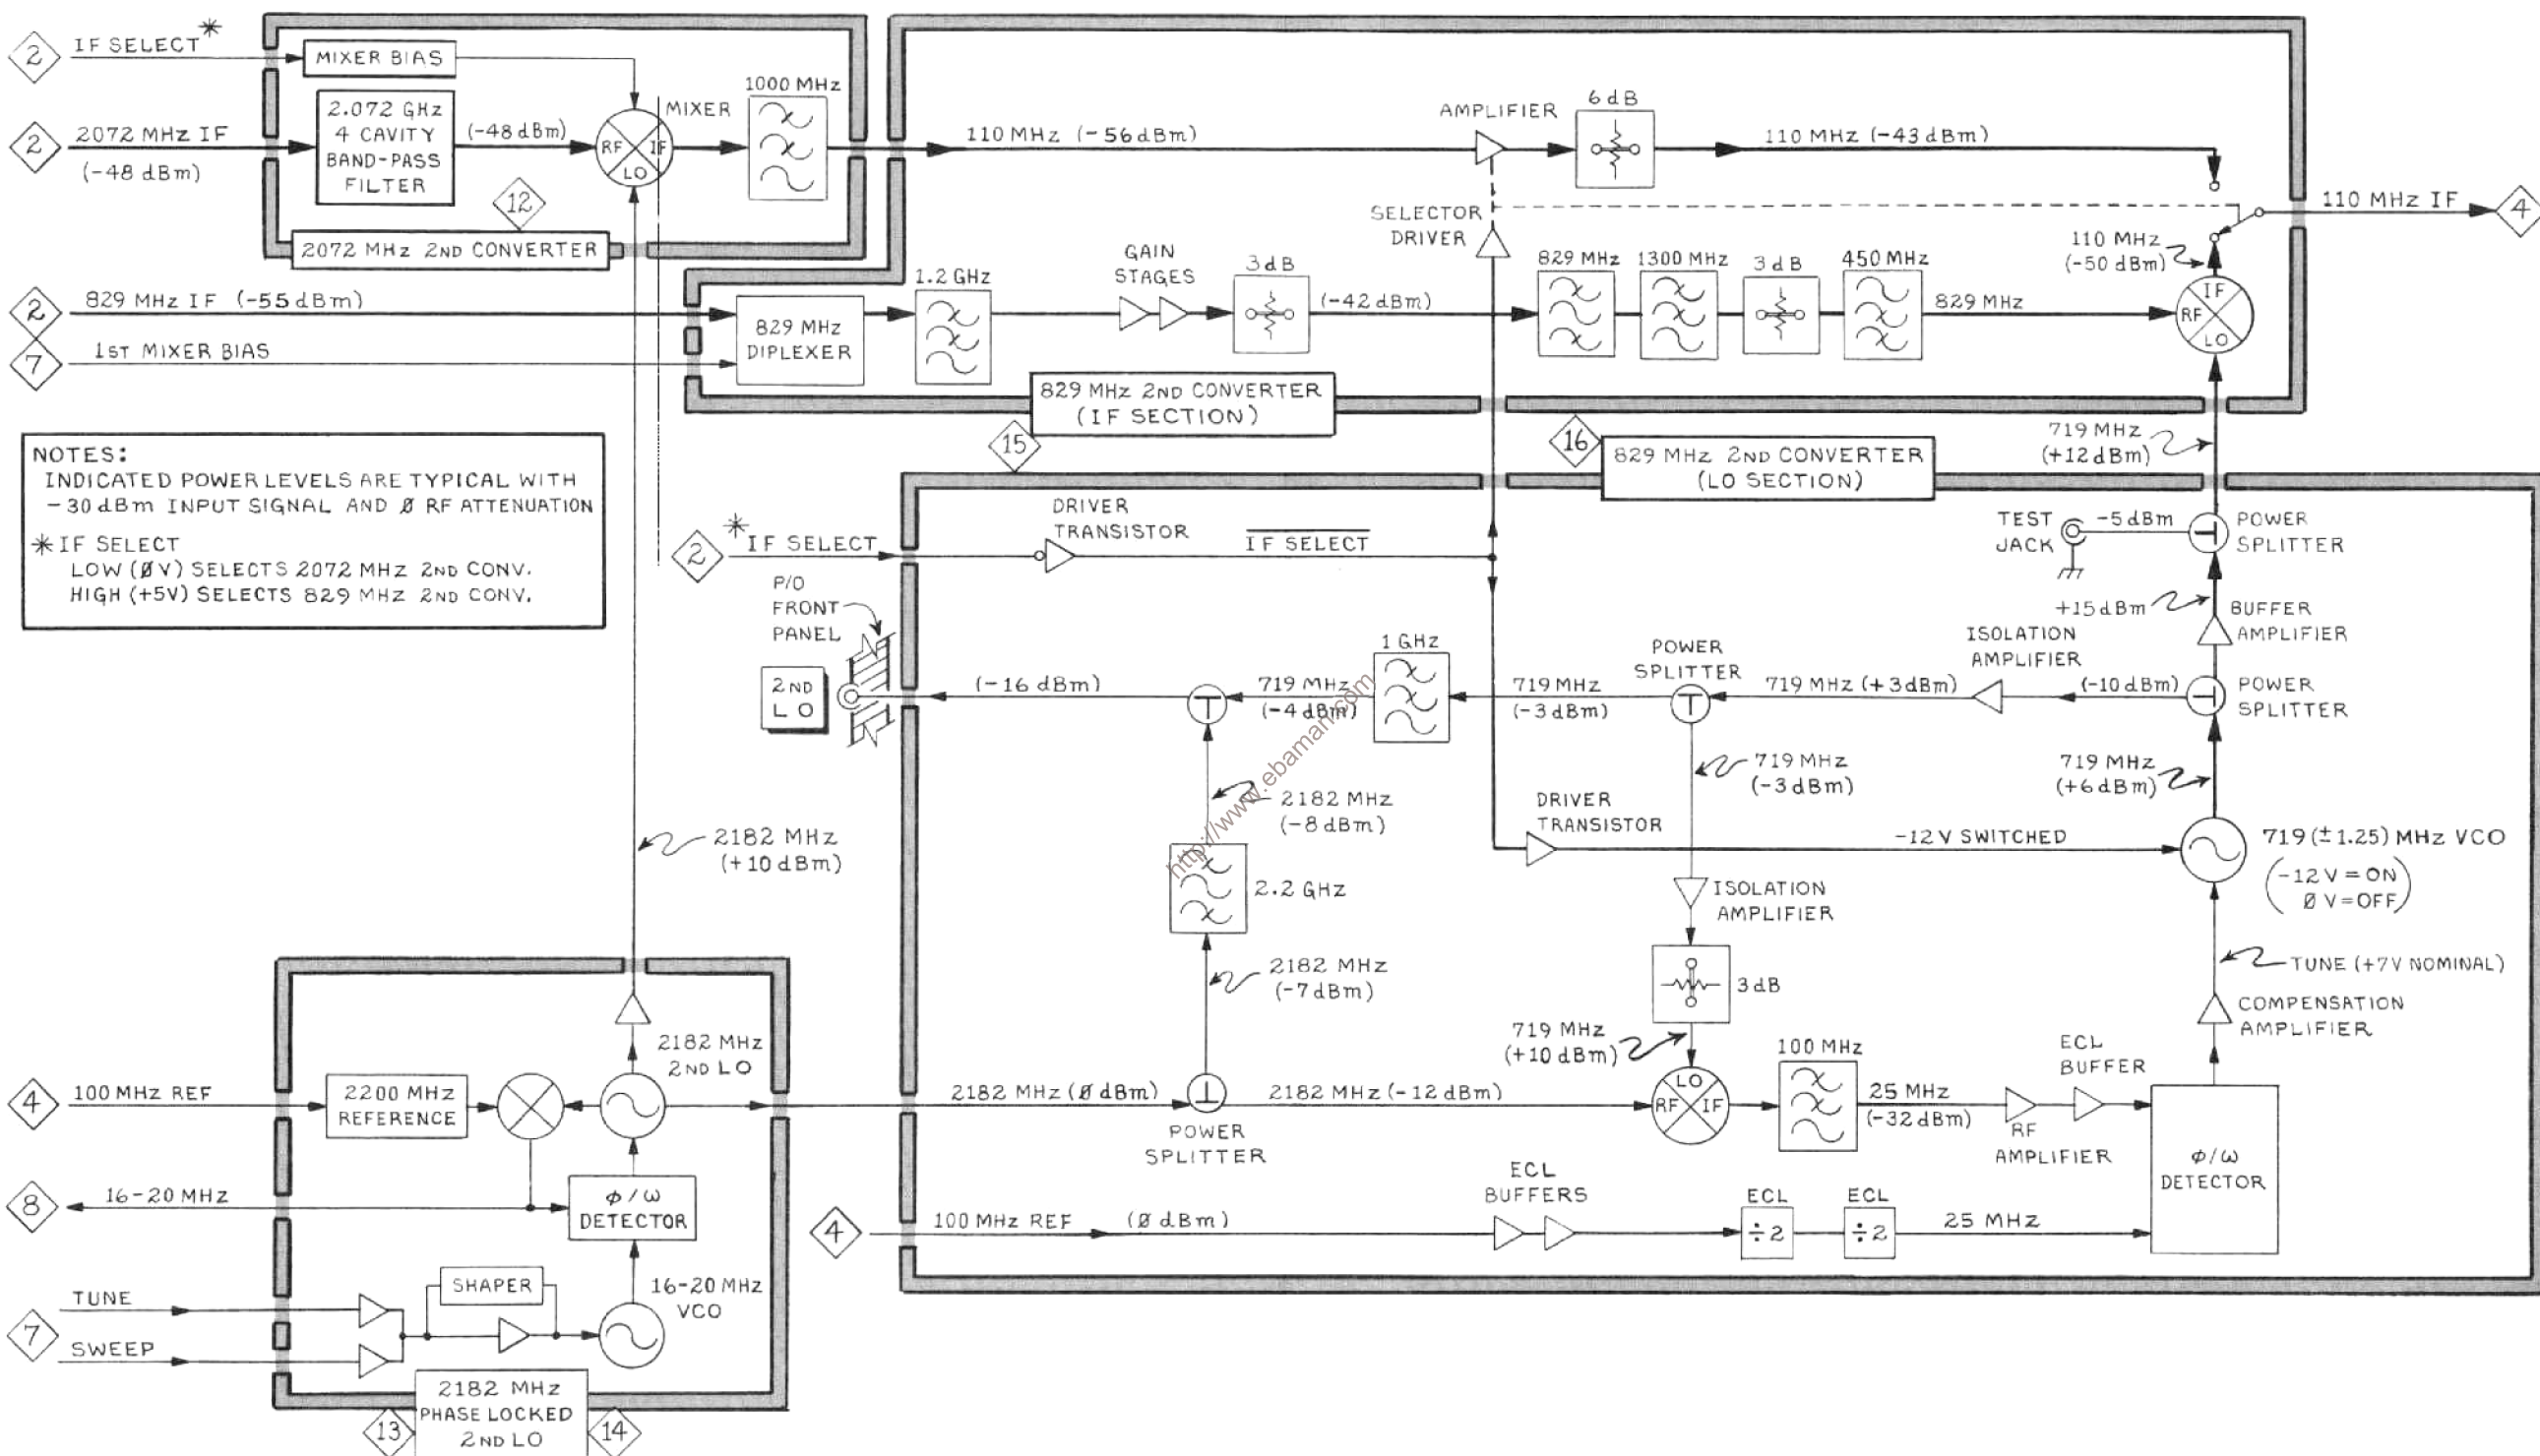 2
IF SELECT*
MIXER BIAS
2
2072 MHz IF
(-48 dBm)
2.072 GHz
4 CAVITY
BAND-PASS
FILTER
(-48 dBm)
RF
IF
LO
MIXER
1000 MHz
12
2072 MHz 2ND CONVERTER
110 MHz (-56 dBm)
AMPLIFIER
6 dB
110 MHz (-43 dBm)
SELECTOR
DRIVER
110 MHz IF
4
110 MHz
(-50 dBm)
2
829 MHz IF (-55 dBm)
7
1ST MIXER BIAS
829 MHz
DIPLEXER
1.2 GHz
GAIN
STAGES
3 dB
(-42 dBm)
829 MHz
1300 MHz
3 dB
450 MHz
829 MHz
IF
RF
LO
829 MHz 2ND CONVERTER
(IF SECTION)
15
16
829 MHz 2ND CONVERTER
(LO SECTION)
719 MHz
(+12 dBm)
NOTES:
INDICATED POWER LEVELS ARE TYPICAL WITH
-30 dBm INPUT SIGNAL AND Ø RF ATTENUATION
*IF SELECT
LOW (Ø V) SELECTS 2072 MHz 2ND CONV.
HIGH (+5V) SELECTS 829 MHz 2ND CONV.
2
*IF SELECT
DRIVER
TRANSISTOR
IF SELECT
TEST
JACK
-5 dBm
POWER
SPLITTER
+15 dBm
BUFFER
AMPLIFIER
P/O
FRONT
PANEL
2ND
LO
(-16 dBm)
719 MHz
(-4 dBm)
1 GHz
719 MHz
(-3 dBm)
POWER
SPLITTER
719 MHz (+3 dBm)
ISOLATION
AMPLIFIER
(-10 dBm)
POWER
SPLITTER
719 MHz
(-3 dBm)
719 MHz
(+6 dBm)
2182 MHz
(-8 dBm)
DRIVER
TRANSISTOR
-12 V SWITCHED
719 (±1.25) MHz VCO
(-12 V = ON
Ø V = OFF)
2182 MHz
(+10 dBm)
http://www.ebaman.com
2.2 GHz
ISOLATION
AMPLIFIER
2182 MHz
(-7 dBm)
3 dB
TUNE (+7V NOMINAL)
COMPENSATION
AMPLIFIER
719 MHz
(+10 dBm)
100 MHz
ECL
BUFFER
2182 MHz
2ND LO
4
100 MHz REF
2200 MHz
REFERENCE
2182 MHz (Ø dBm)
POWER
SPLITTER
2182 MHz (-12 dBm)
LO
RF
IF
25 MHz
(-32 dBm)
RF
AMPLIFIER
Φ/ω
DETECTOR
8
16-20 MHz
Φ/ω
DETECTOR
4
100 MHz REF
(Ø dBm)
ECL
BUFFERS
ECL
÷2
ECL
÷2
25 MHz
7
TUNE
SWEEP
SHAPER
16-20 MHz
VCO
2182 MHz
PHASE LOCKED
2ND LO
13
14